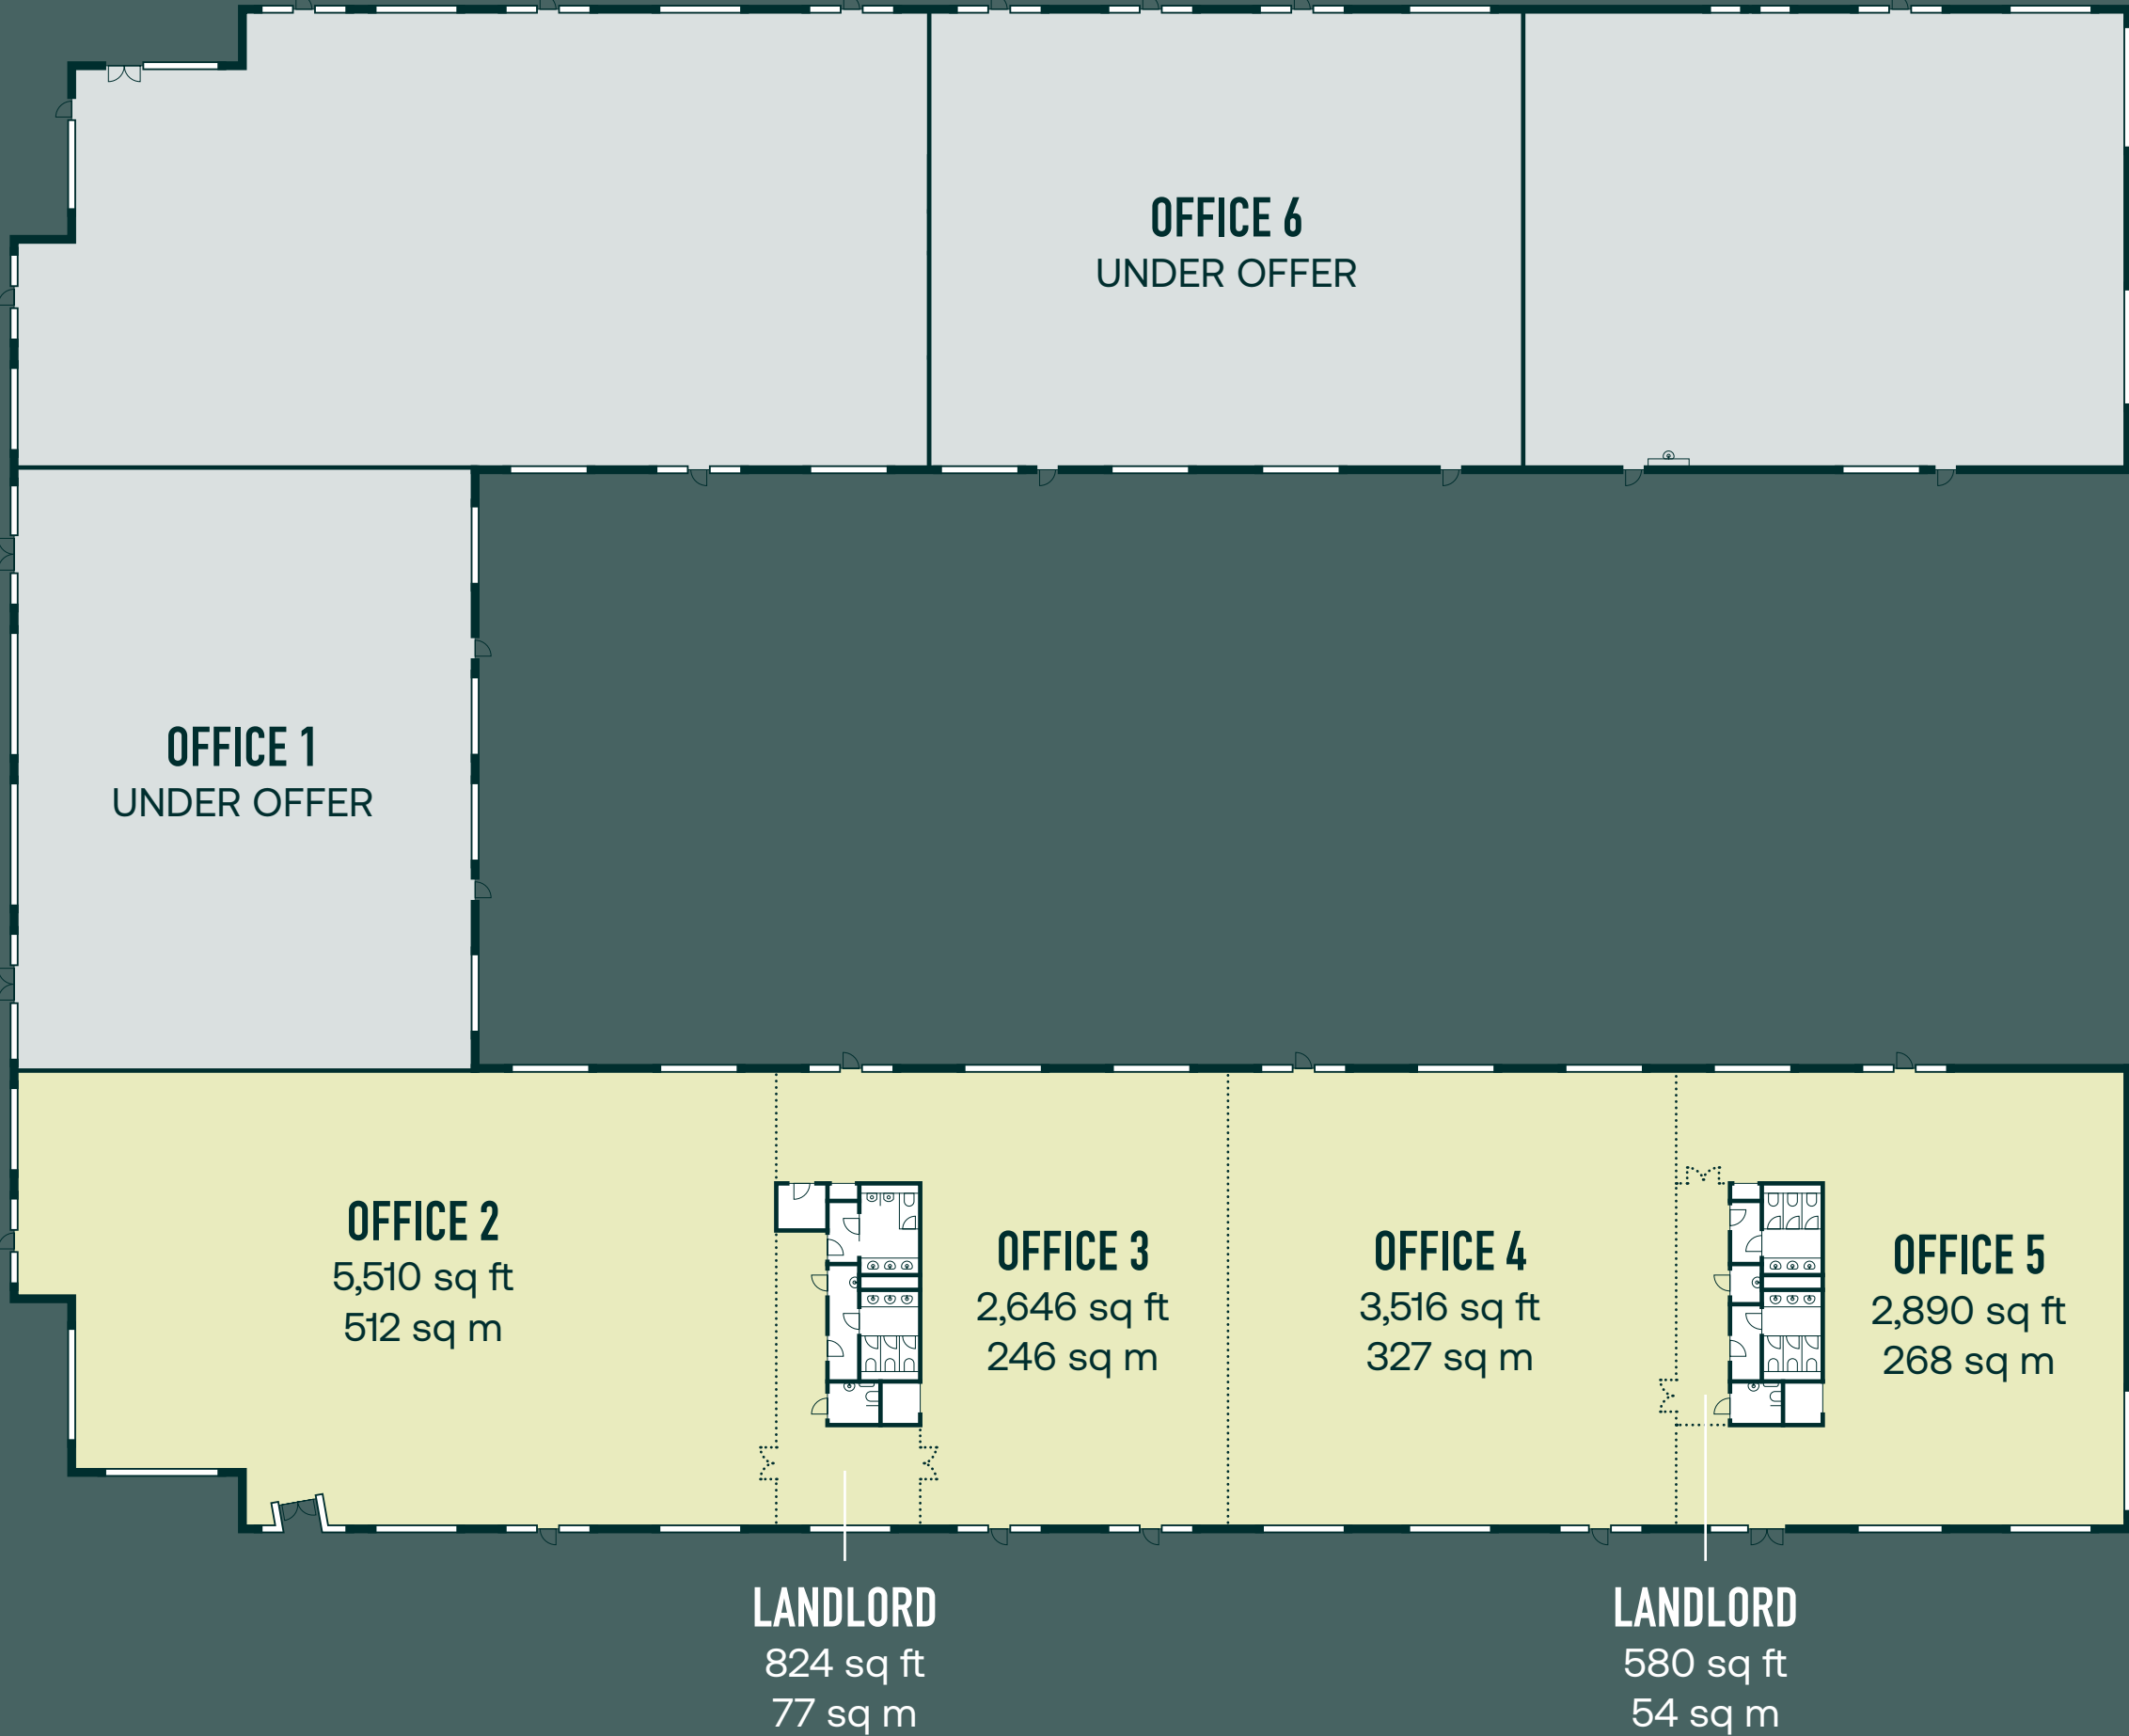 OFFICE 6
UNDER OFFER
OFFICE 1
UNDER OFFER
OFFICE 2
5,510 sq ft
512 sq m
OFFICE 3
2,646 sq ft
246 sq m
OFFICE 4
3,516 sq ft
327 sq m
OFFICE 5
2,890 sq ft
268 sq m
LANDLORD
824 sq ft
77 sq m
LANDLORD
580 sq ft
54 sq m